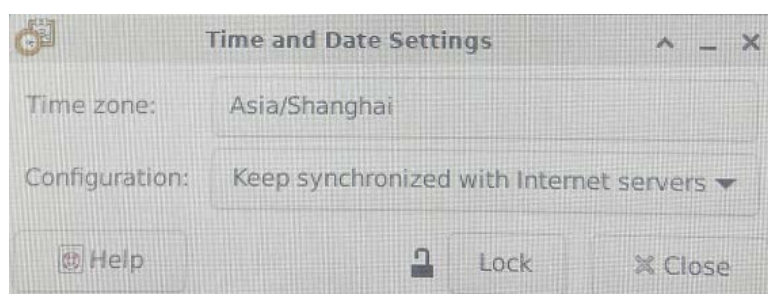 Time and Date Settings
Time zone: Asia/Shanghai
Configuration: Keep synchronized with Internet servers
Help Lock Close